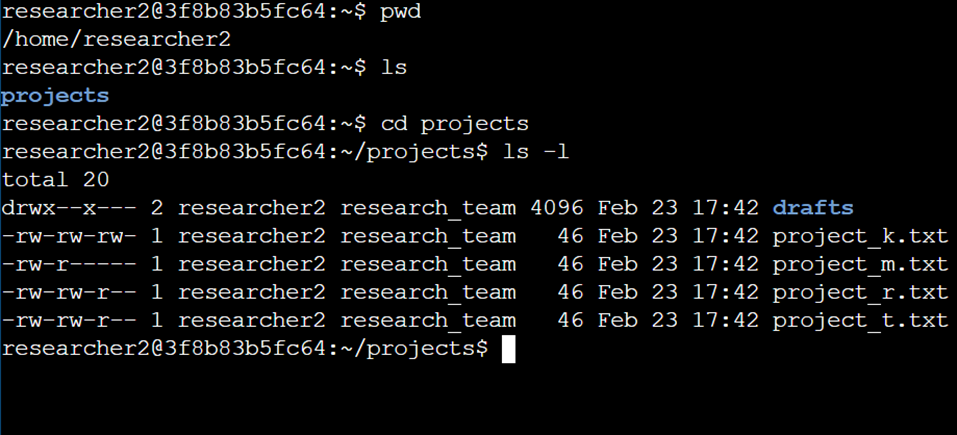 researcher2@3f8b83b5fc64:~$ pwd
/home/researcher2
researcher2@3f8b83b5fc64:~$ ls
projects
researcher2@3f8b83b5fc64:~$ cd projects
researcher2@3f8b83b5fc64:~/projects$ ls -l
total 20
drwx--x--- 2 researcher2 research_team 4096 Feb 23 17:42 drafts
-rw-rw-rw- 1 researcher2 research_team   46 Feb 23 17:42 project_k.txt
-rw-r----- 1 researcher2 research_team   46 Feb 23 17:42 project_m.txt
-rw-rw-r-- 1 researcher2 research_team   46 Feb 23 17:42 project_r.txt
-rw-rw-r-- 1 researcher2 research_team   46 Feb 23 17:42 project_t.txt
researcher2@3f8b83b5fc64:~/projects$